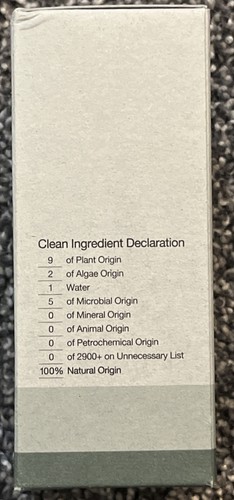 Clean Ingredient Declaration
9 of Plant Origin
2 of Algae Origin
1 Water
5 of Microbial Origin
0 of Mineral Origin
0 of Animal Origin
0 of Petrochemical Origin
0 of 2900+ on Unnecessary List
100% Natural Origin